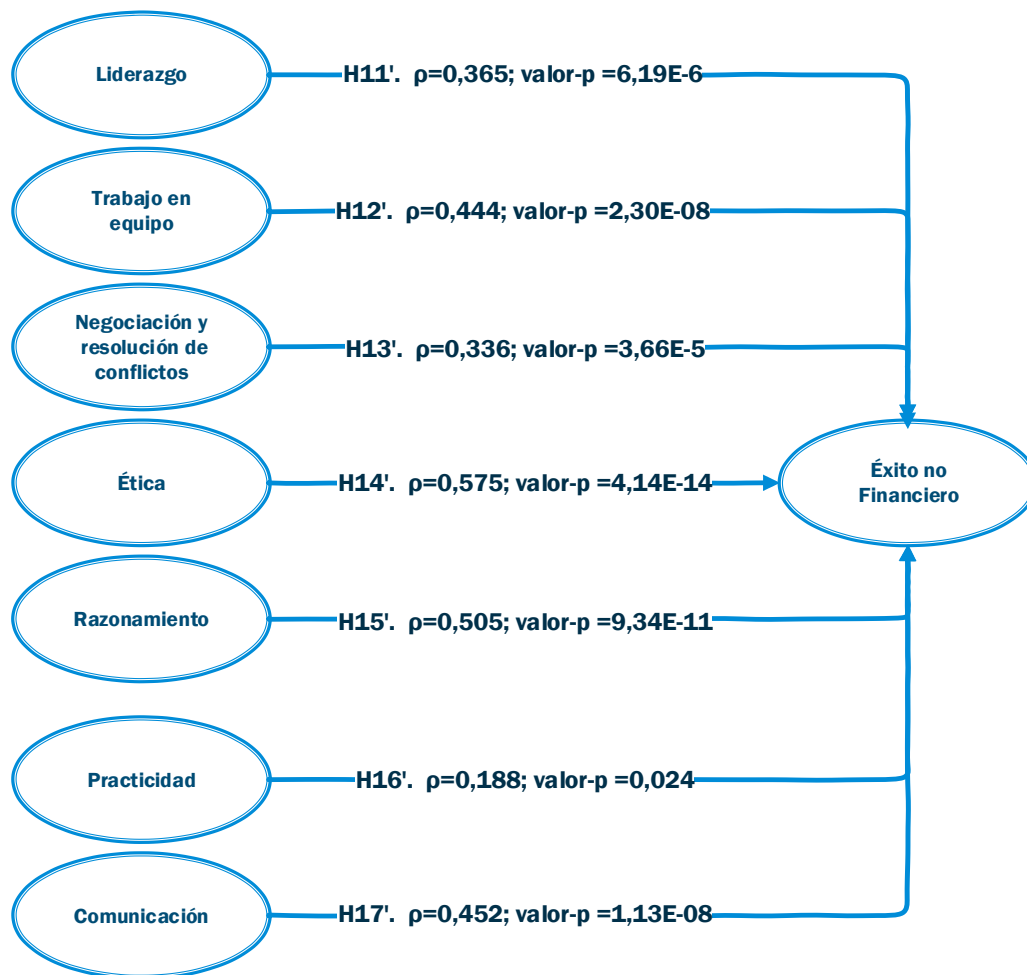 Liderazgo
H11'. ρ=0,365; valor-p =6,19E-6
Trabajo en
equipo
H12'. ρ=0,444; valor-p =2,30E-08
Negociación y
resolución de
conflictos
H13'. ρ=0,336; valor-p =3,66E-5
Ética
H14'. ρ=0,575; valor-p =4,14E-14
Éxito no
Financiero
Razonamiento
H15'. ρ=0,505; valor-p =9,34E-11
Practicidad
H16'. ρ=0,188; valor-p =0,024
Comunicación
H17'. ρ=0,452; valor-p =1,13E-08